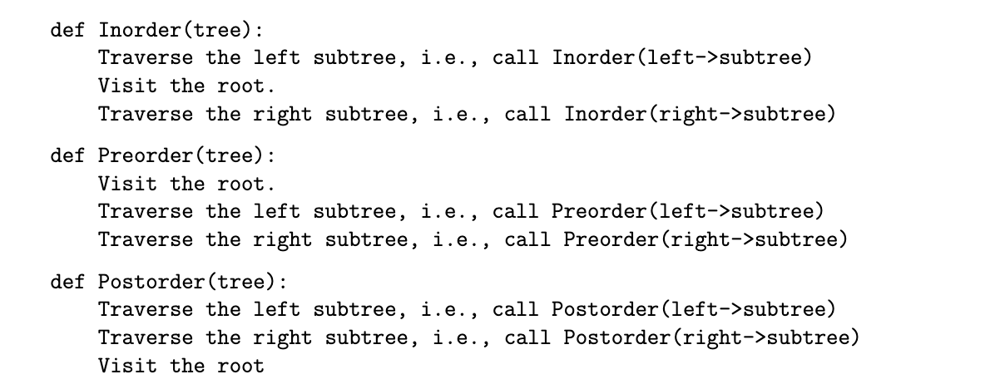 def Inorder(tree):
    Traverse the left subtree, i.e., call Inorder(left->subtree)
    Visit the root.
    Traverse the right subtree, i.e., call Inorder(right->subtree)
def Preorder(tree):
    Visit the root.
    Traverse the left subtree, i.e., call Preorder(left->subtree)
    Traverse the right subtree, i.e., call Preorder(right->subtree)
def Postorder(tree):
    Traverse the left subtree, i.e., call Postorder(left->subtree)
    Traverse the right subtree, i.e., call Postorder(right->subtree)
    Visit the root